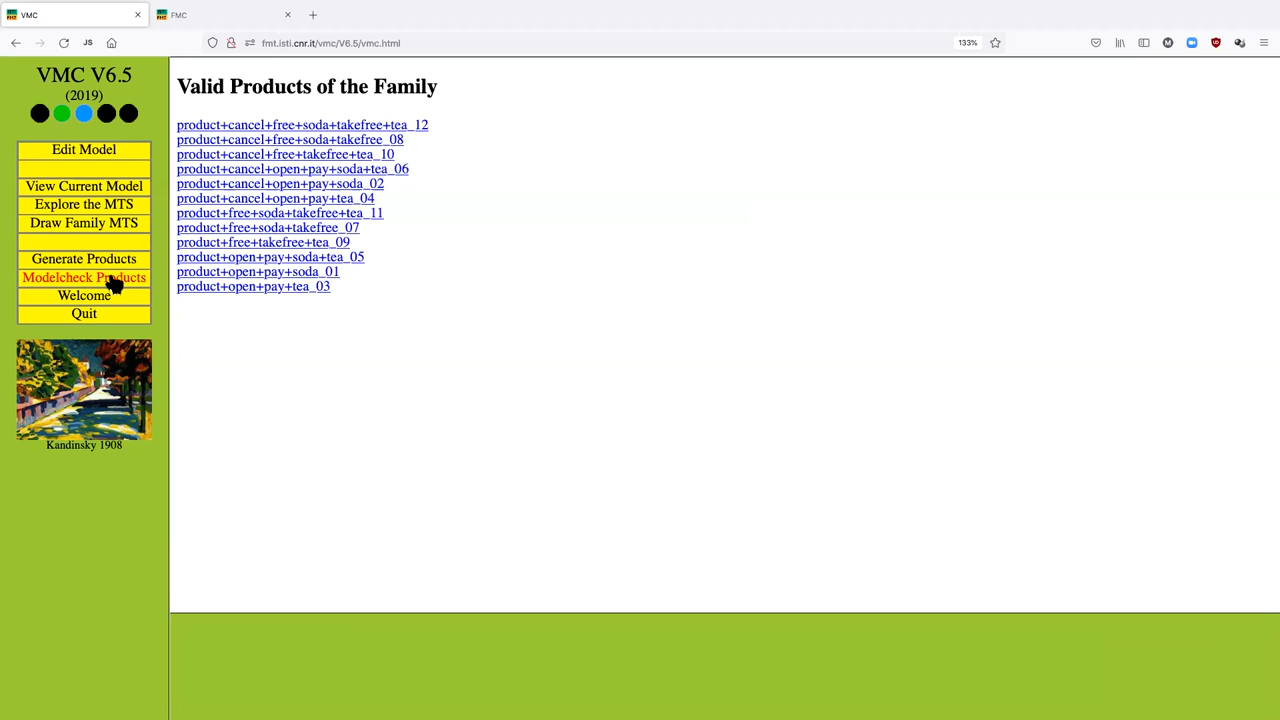 VMC
FMC
JS
fmt.isti.cnr.it/vmc/V6.5/vmc.html
133%
VMC V6.5
(2019)
Edit Model
View Current Model
Explore the MTS
Draw Family MTS
Generate Products
Modelcheck Products
Welcome
Quit
Kandinsky 1908
Valid Products of the Family
product+cancel+free+soda+takefree+tea_12
product+cancel+free+soda+takefree_08
product+cancel+free+takefree+tea_10
product+cancel+open+pay+soda+tea_06
product+cancel+open+pay+soda_02
product+cancel+open+pay+tea_04
product+free+soda+takefree+tea_11
product+free+soda+takefree_07
product+free+takefree+tea_09
product+open+pay+soda+tea_05
product+open+pay+soda_01
product+open+pay+tea_03